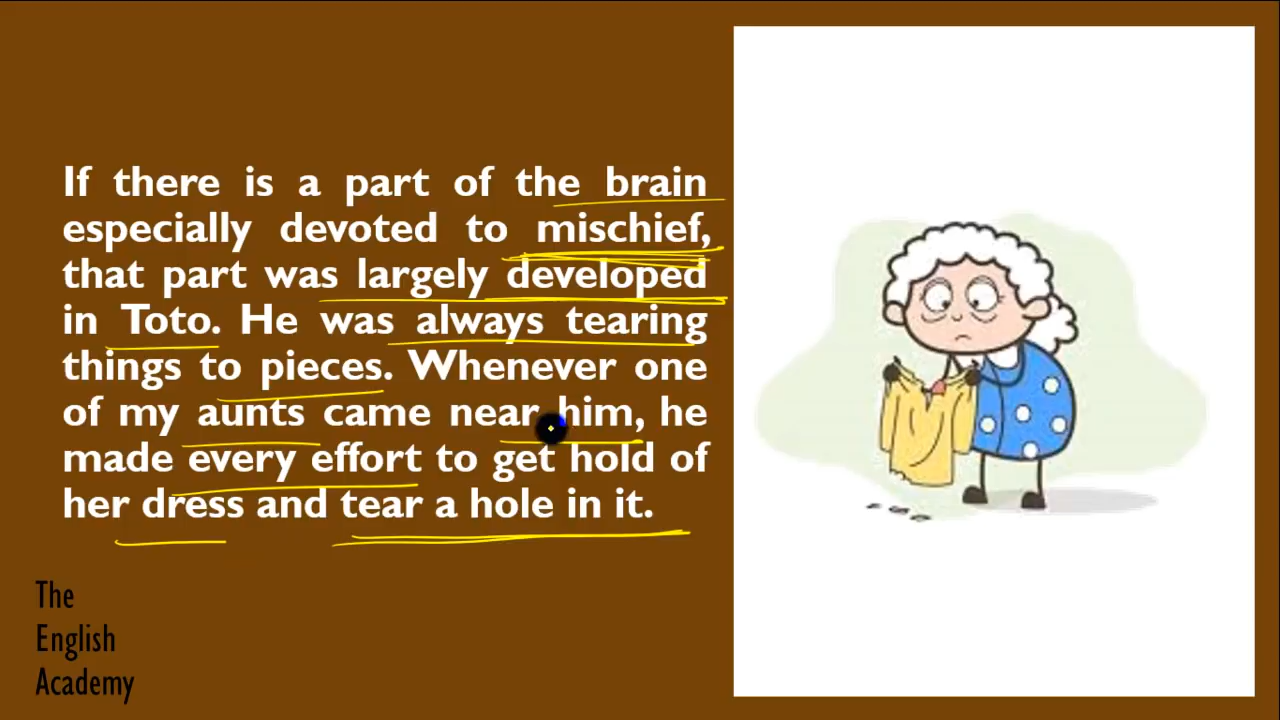 If there is a part of the brain
especially devoted to mischief,
that part was largely developed
in Toto. He was always tearing
things to pieces. Whenever one
of my aunts came near him, he
made every effort to get hold of
her dress and tear a hole in it.
The
English
Academy